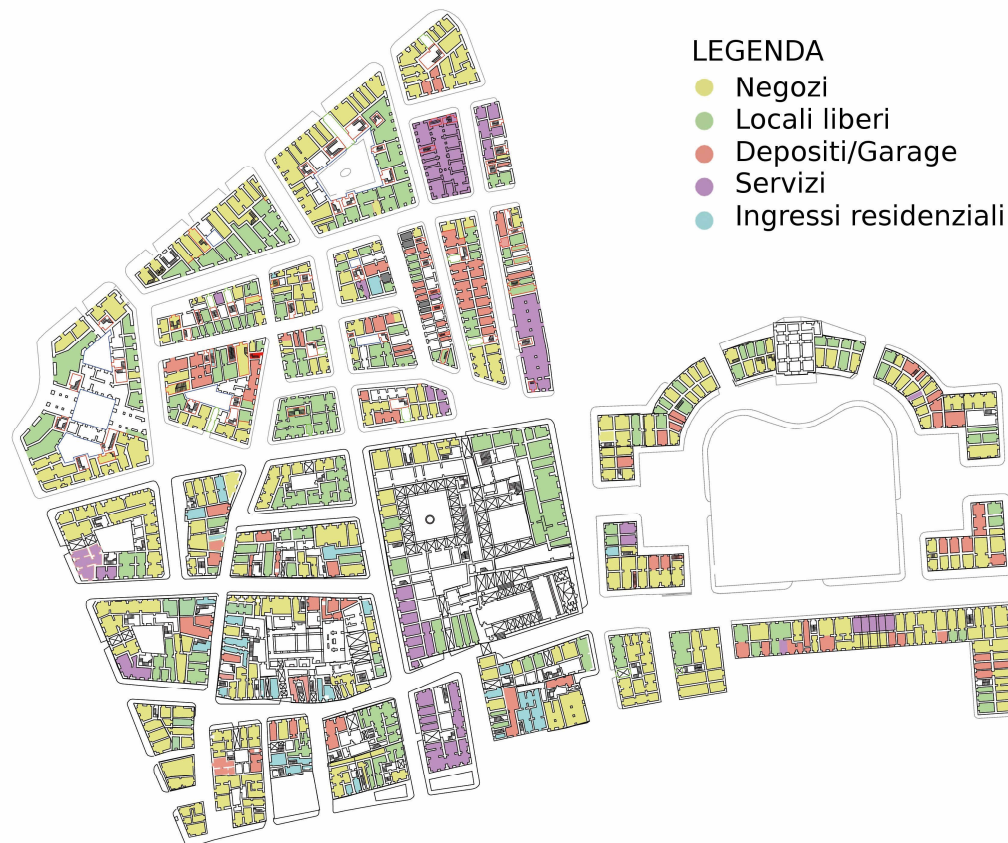 LEGENDA
Negozi
Locali liberi
Depositi/Garage
Servizi
Ingressi residenziali